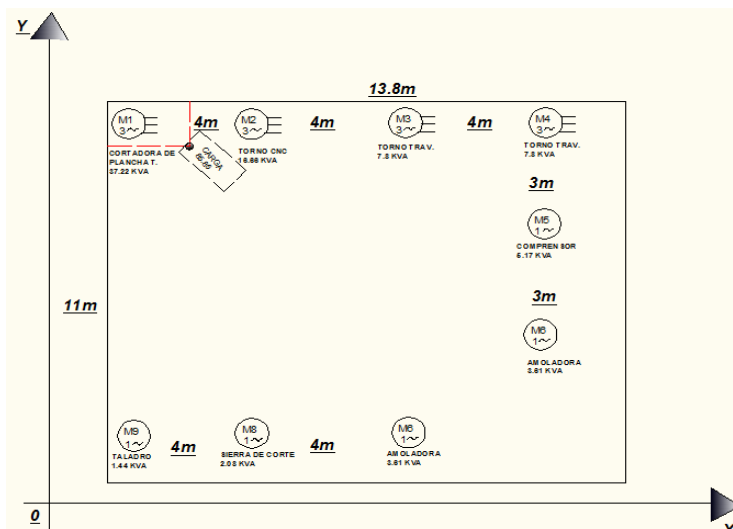 Y
13.8m
M1
3~
4m
M2
3~
4m
M3
3~
4m
M4
3~
CORTADORA DE
PLANCHA T.
37.22 KVA
CARGA
TORNO CNC
16.66 KVA
TORNO TRAV.
7.8 KVA
TORNO TRAV.
7.8 KVA
3m
M5
1~
COMPRENSOR
5.17 KVA
11m
3m
M6
1~
AMOLADORA
3.61 KVA
M9
1~
4m
M8
1~
4m
M6
1~
TALADRO
1.44 KVA
SIERRA DE CORTE
2.08 KVA
AMOLADORA
3.61 KVA
0